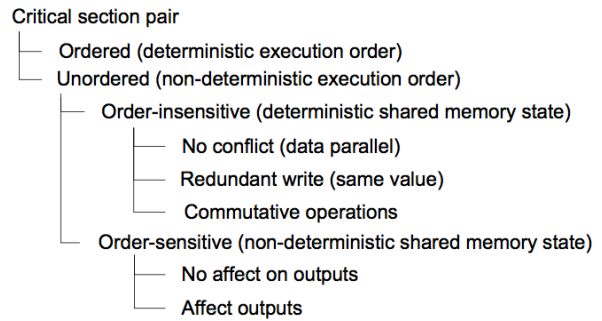 Critical section pair
Ordered (deterministic execution order)
Unordered (non-deterministic execution order)
Order-insensitive (deterministic shared memory state)
No conflict (data parallel)
Redundant write (same value)
Commutative operations
Order-sensitive (non-deterministic shared memory state)
No affect on outputs
Affect outputs